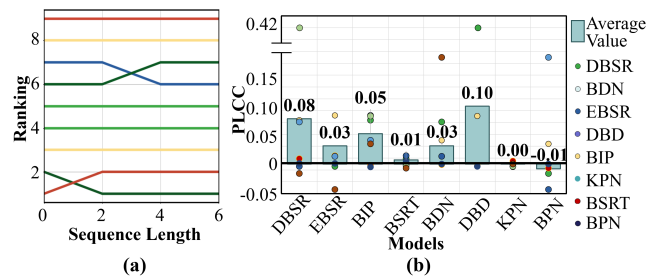 8
6
4
2
0
2
4
6
Ranking
Sequence Length
(a)
0.42
0.15
0.10
0.05
0
-0.05
PLCC
0.08
0.03
0.05
0.01
0.03
0.10
0.00
-0.01
DBSR
EBSR
BIP
BSRT
BDN
DBD
KPN
BPN
Models
(b)
Average
Value
DBSR
BDN
EBSR
DBD
BIP
KPN
BSRT
BPN